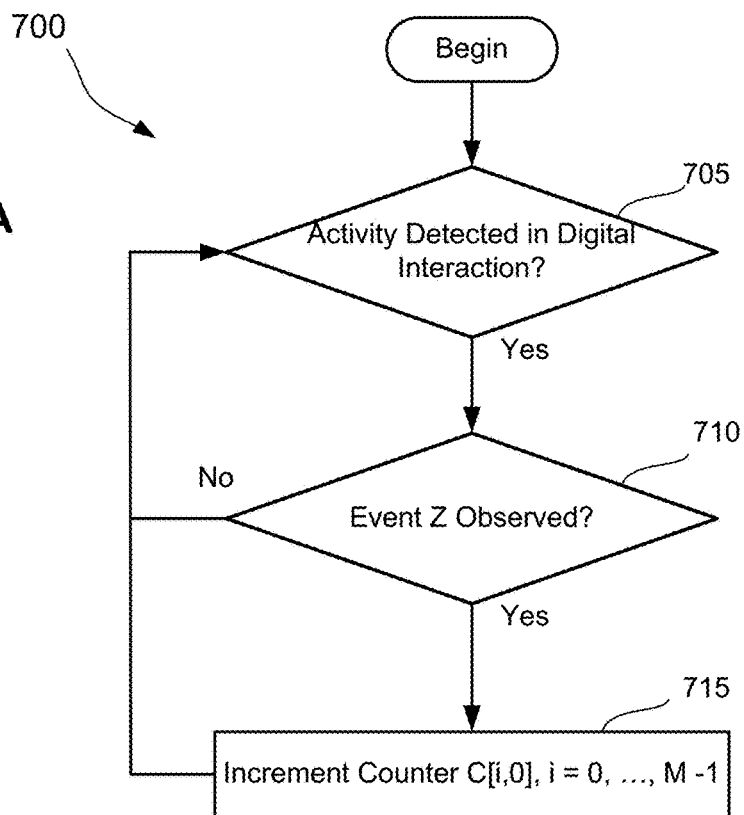 700
Begin
705
A
Activity Detected in Digital
Interaction?
Yes
710
No
Event Z Observed?
Yes
715
Increment Counter C[i,0], i = 0, ..., M -1